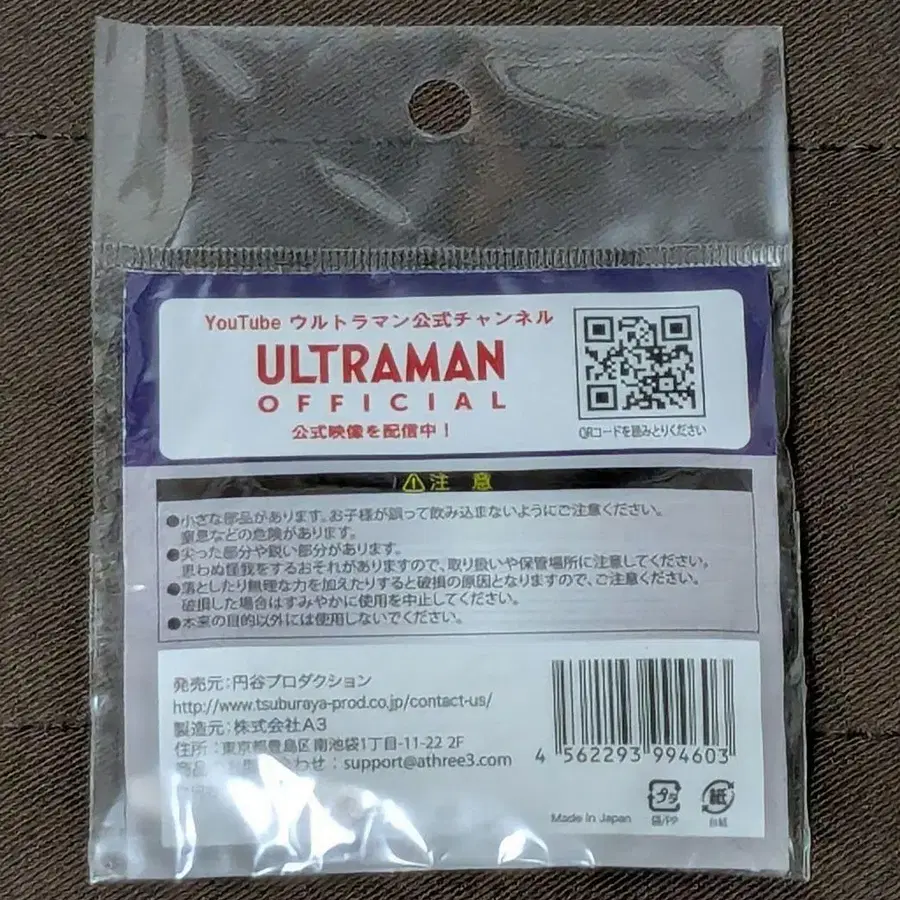 YouTube ウルトラマン公式チャンネル
ULTRAMAN
OFFICIAL
公式映像を配信中！
QRコードを読みとりください
⚠注 意
●小さな部品があります。お子様が誤って飲み込まないようにご注意ください。
窒息などの危険があります。
●尖った部分や鋭い部分があります。
思わぬ怪我をするおそれがありますので、取り扱いや保管場所に注意してください。
●落としたり無理な力を加えたりすると破損の原因となりますので、ご注意ください。
破損した場合はすみやかに使用を中止してください。
●本来の目的以外には使用しないでください。
発売元：円谷プロダクション
http://www.tsuburaya-prod.co.jp/contact-us/
製造元：株式会社A3
住所：東京都豊島区南池袋1丁目-11-22 2F
商品 お問い合わせ：support@athree3.com
4 562293 994603
Made in Japan
プラ
袋/PP
紙
台紙